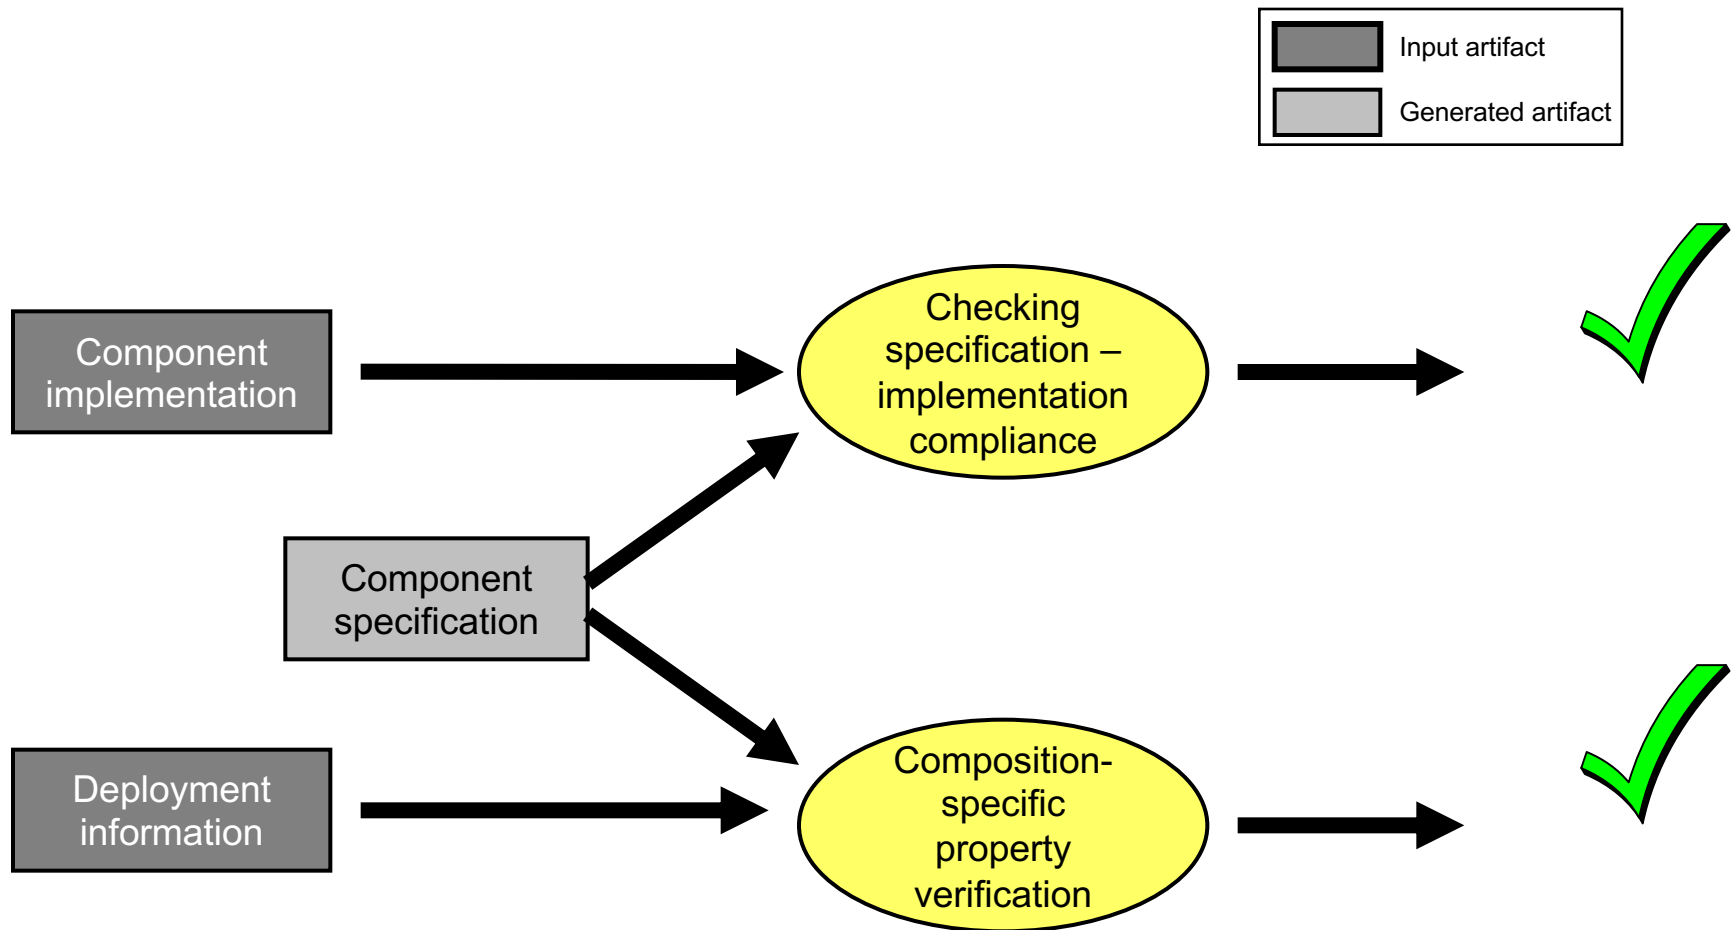 Input artifact
Generated artifact
Component
implementation
Checking
specification –
implementation
compliance
Component
specification
Deployment
information
Composition-
specific
property
verification